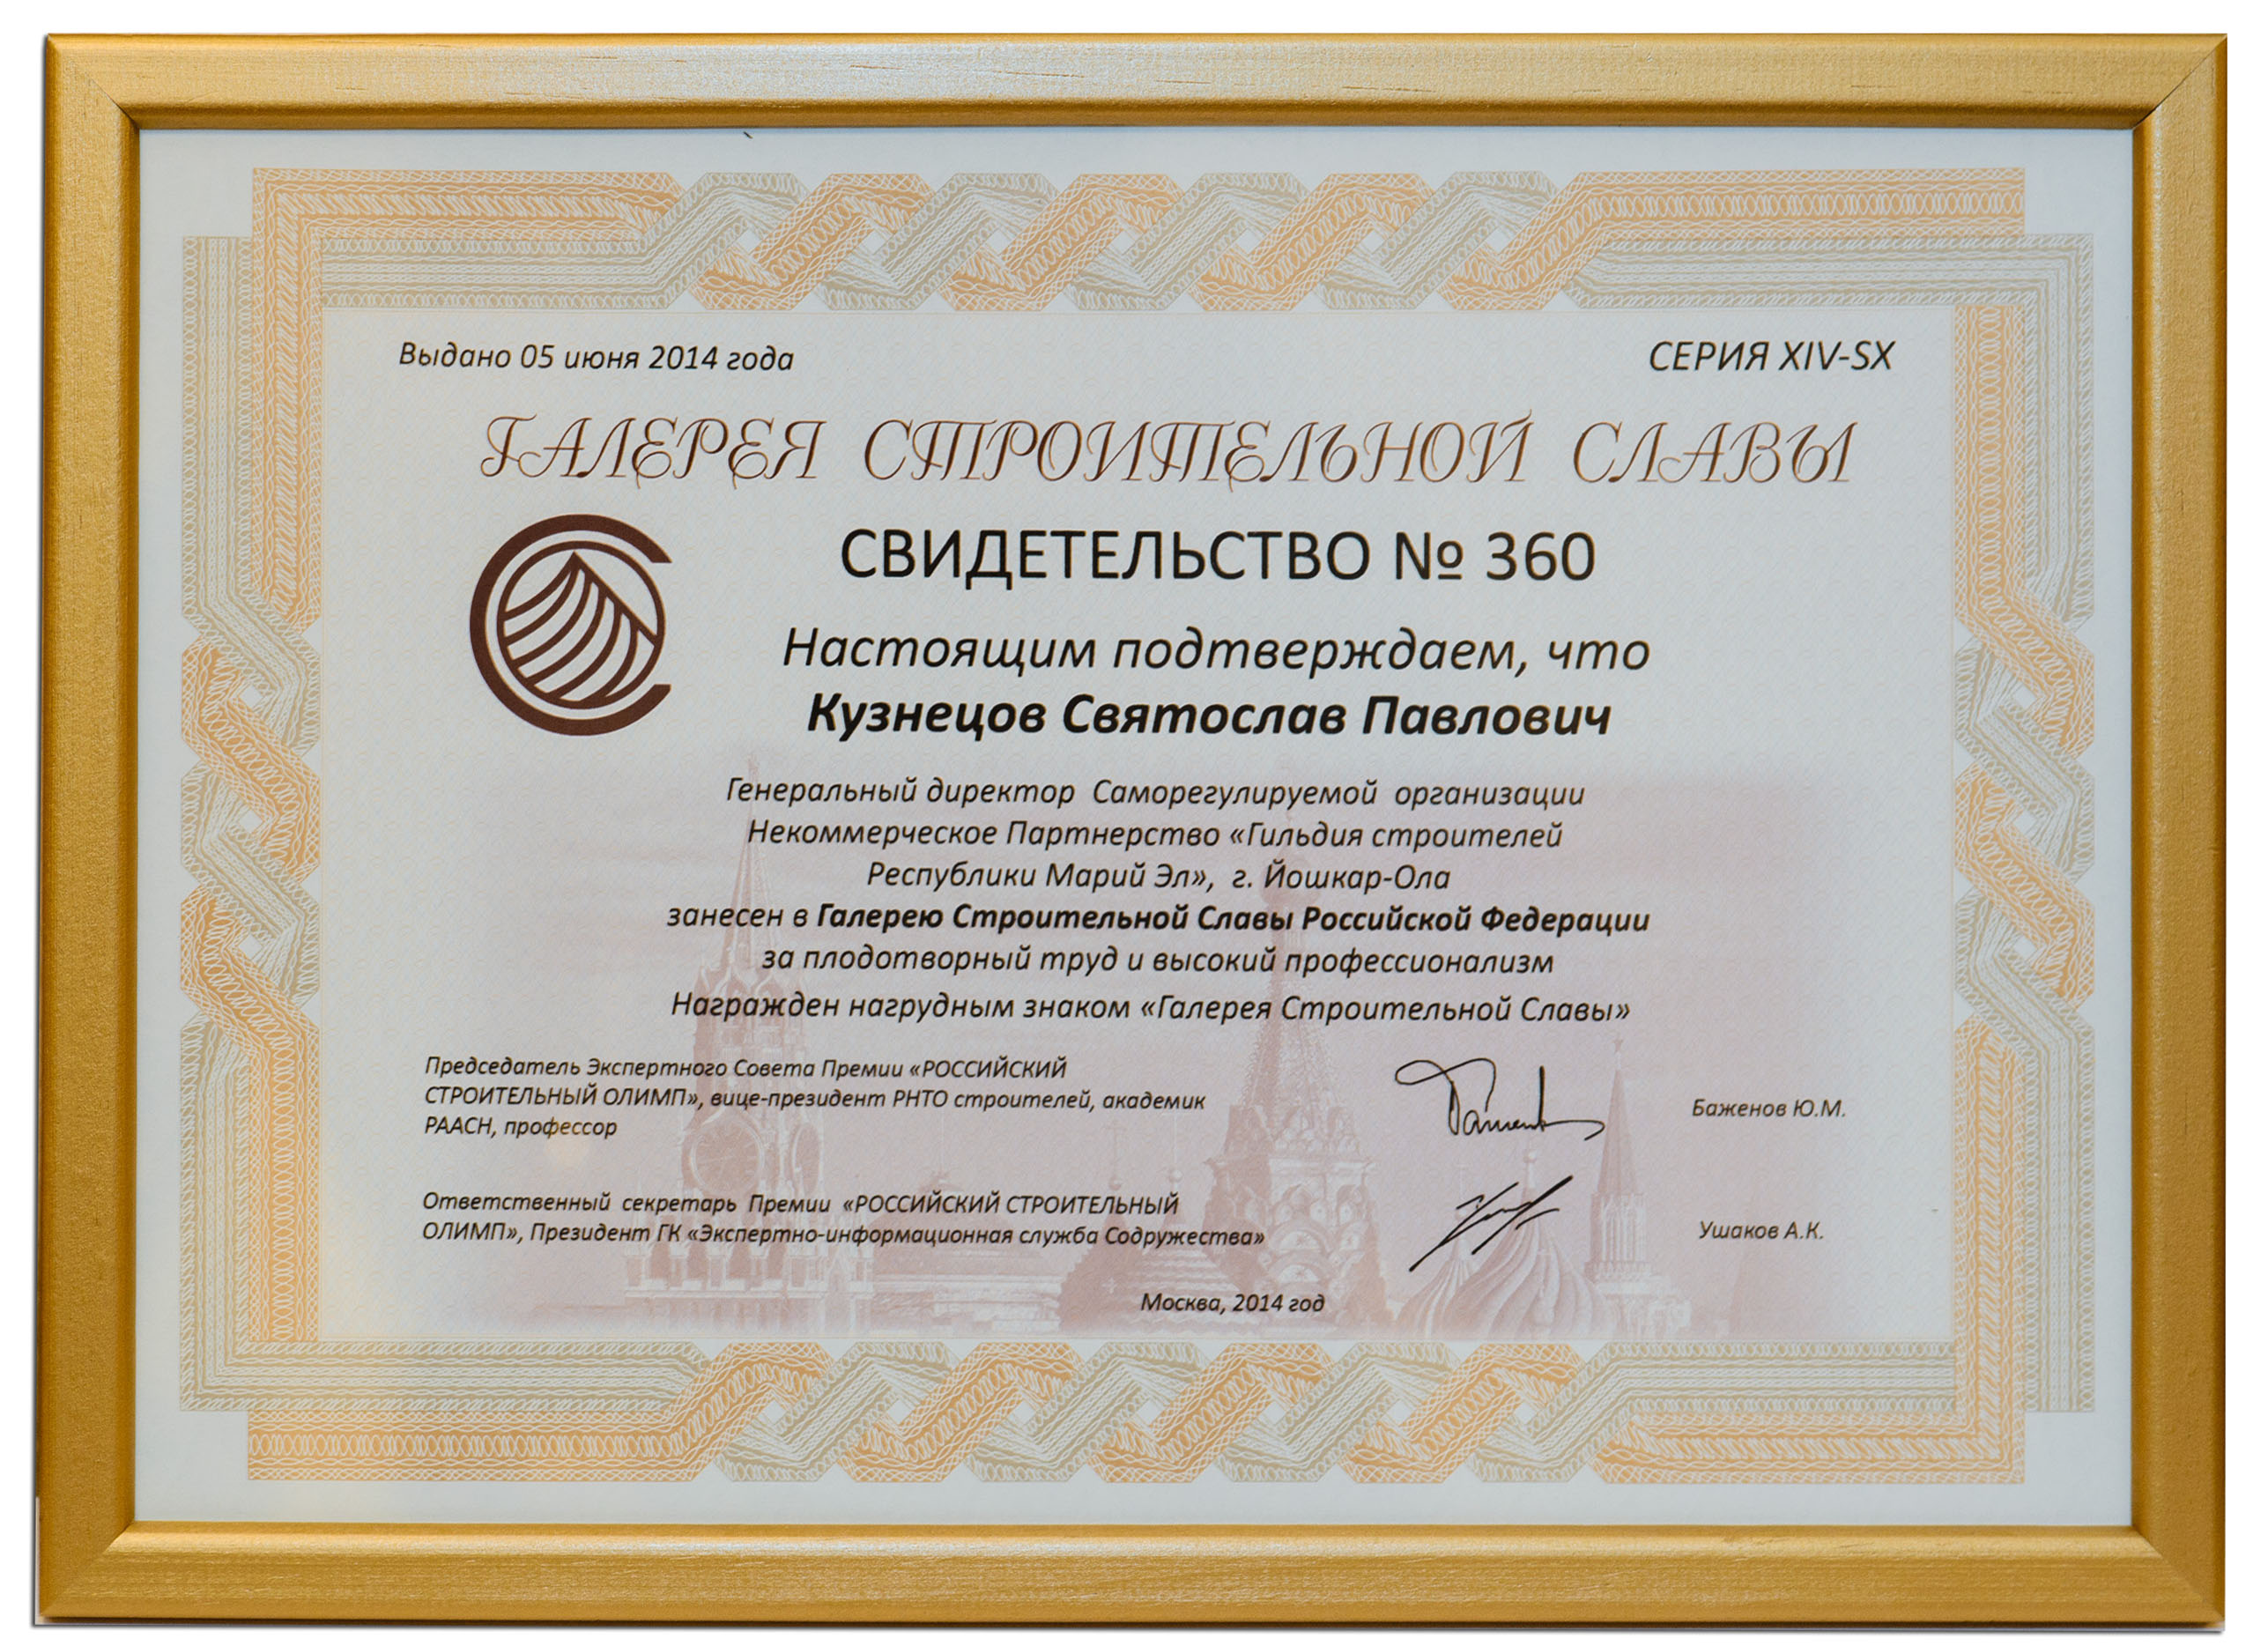 Выдано 05 июня 2014 года
СЕРИЯ XIV-SX
ГАЛЕРЕЯ СТРОИТЕЛЬНОЙ СЛАВЫ
СВИДЕТЕЛЬСТВО № 360
Настоящим подтверждаем, что
Кузнецов Святослав Павлович
Генеральный директор Саморегулируемой организации
Некоммерческое Партнерство «Гильдия строителей
Республики Марий Эл», г. Йошкар-Ола
занесен в Галерею Строительной Славы Российской Федерации
за плодотворный труд и высокий профессионализм
Награжден нагрудным знаком «Галерея Строительной Славы»
Председатель Экспертного Совета Премии «РОССИЙСКИЙ
СТРОИТЕЛЬНЫЙ ОЛИМП», вице-президент РНТО строителей, академик
РААСН, профессор
Баженов Ю.М.
Ответственный секретарь Премии «РОССИЙСКИЙ СТРОИТЕЛЬНЫЙ
ОЛИМП», Президент ГК «Экспертно-информационная служба Содружества»
Ушаков А.К.
Москва, 2014 год